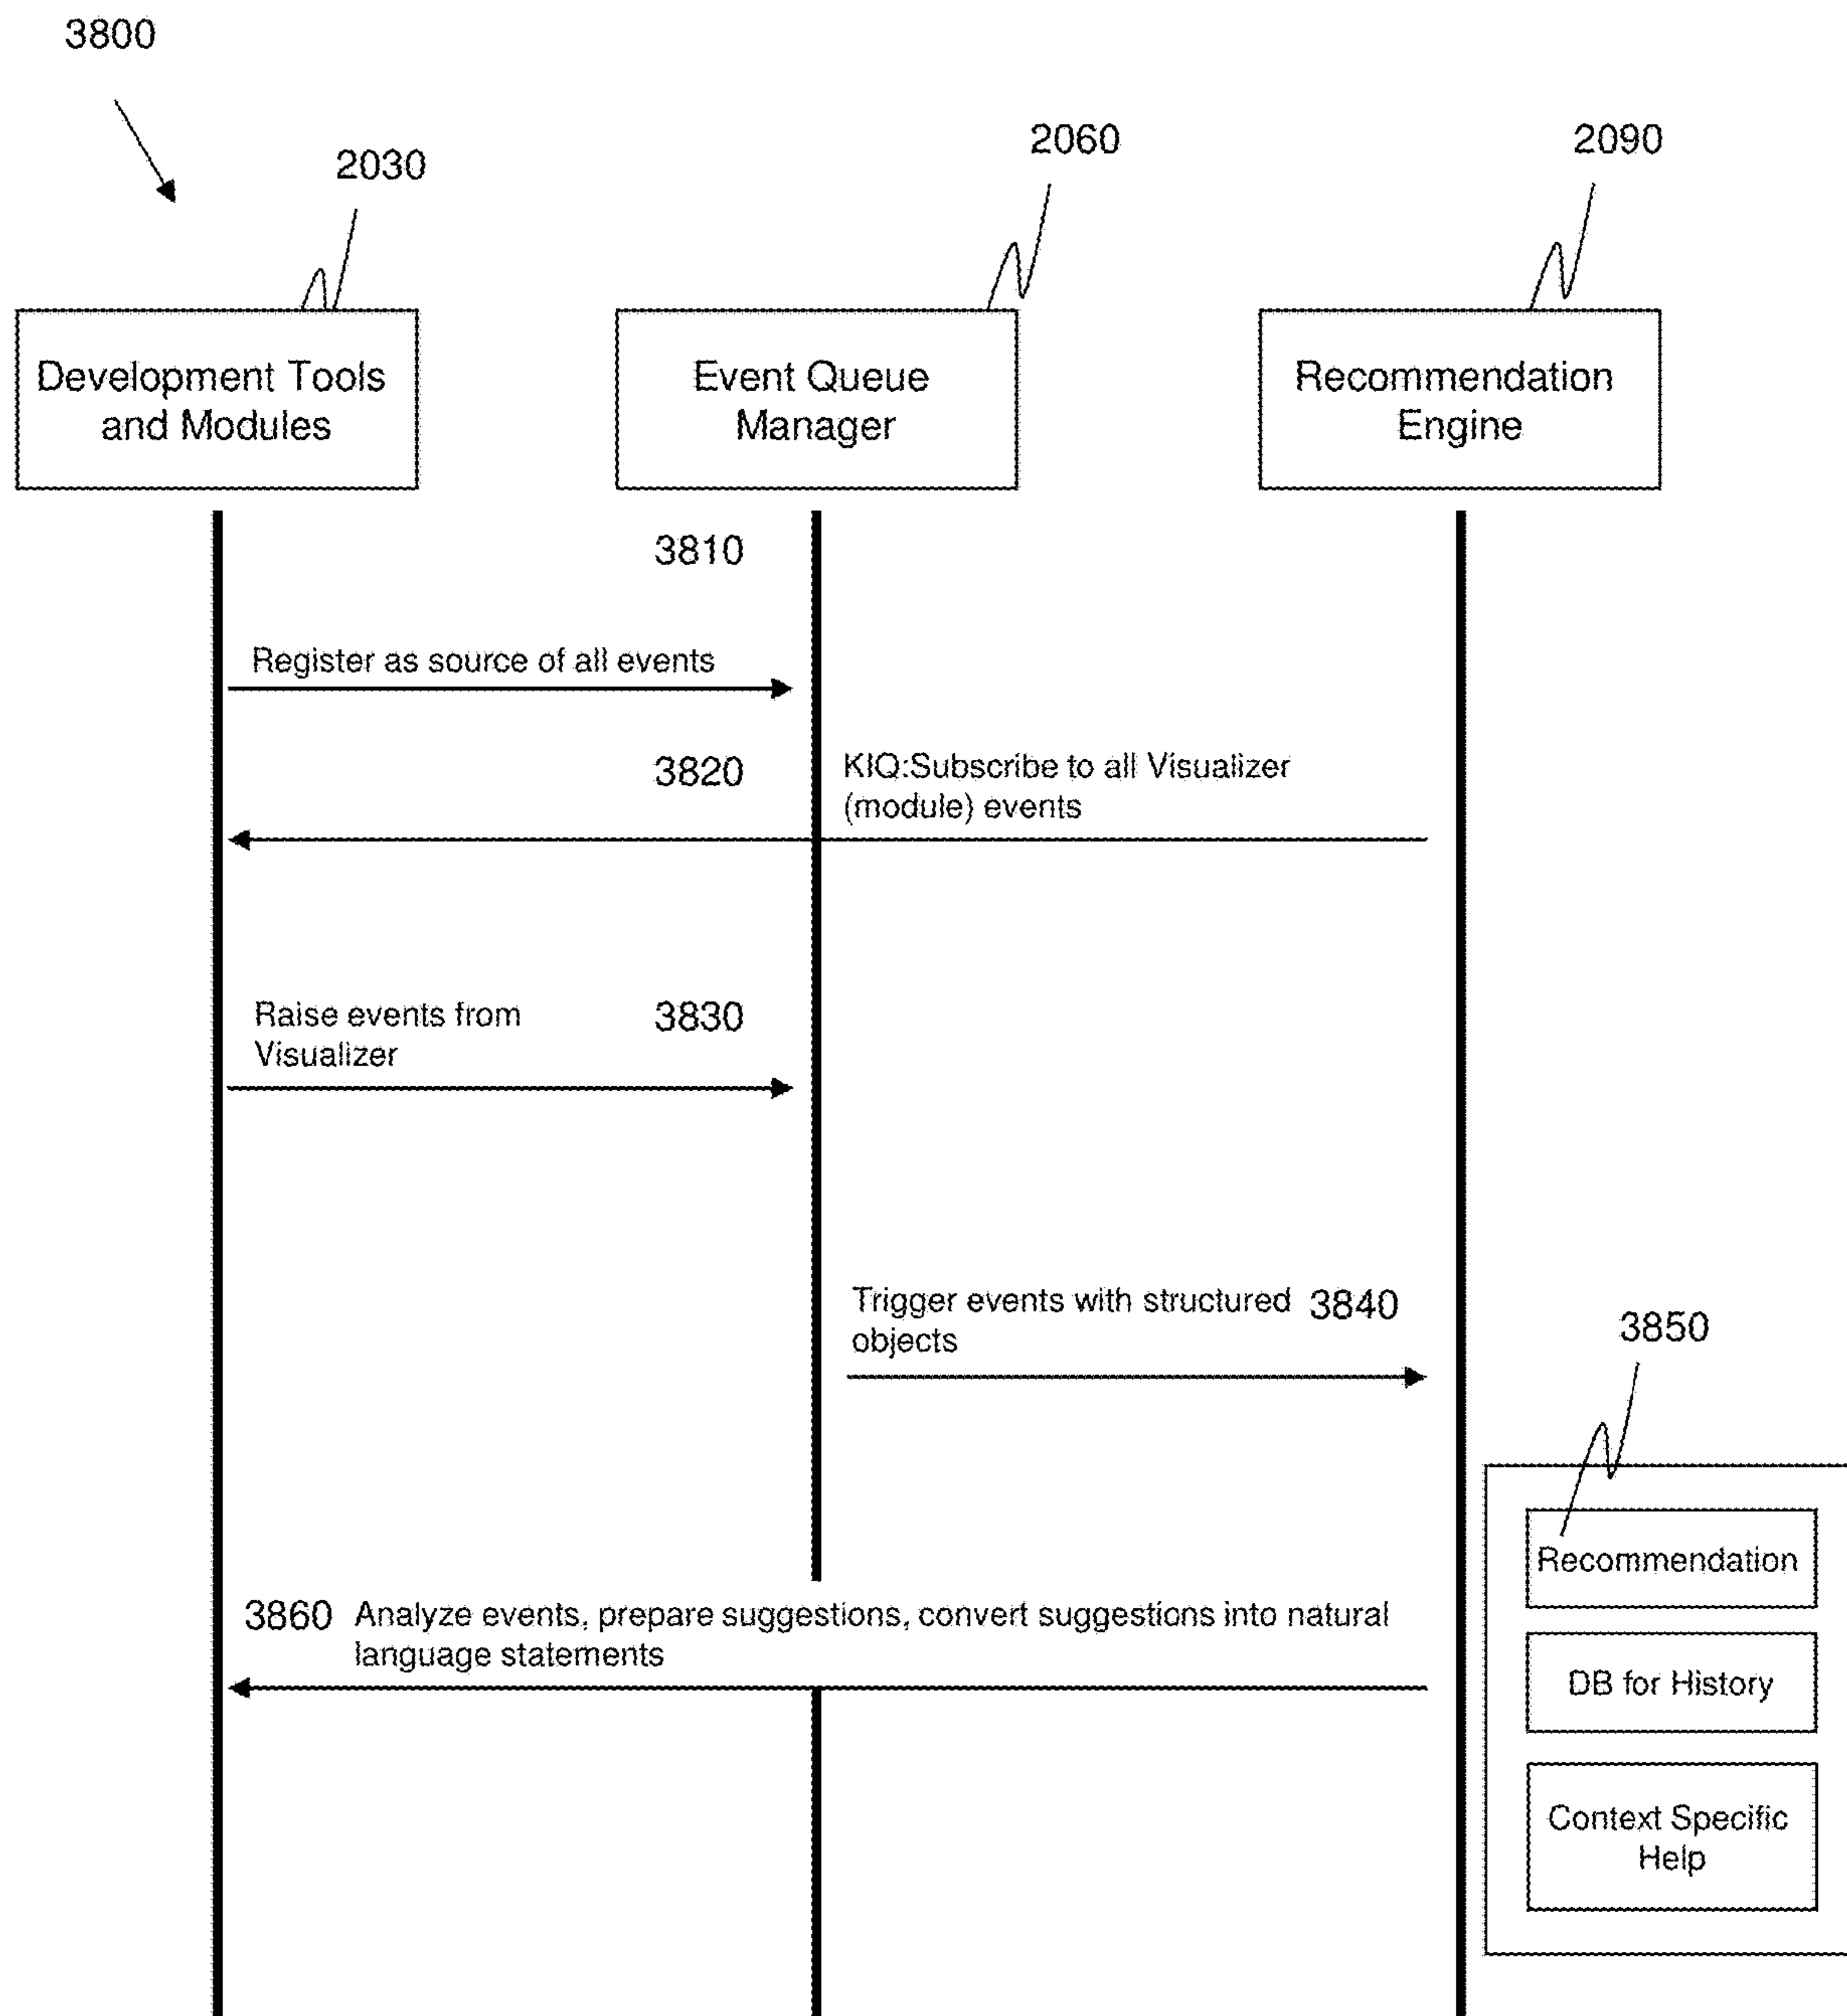 3800
2030
2060
2090
Development Tools
and Modules
Event Queue
Manager
Recommendation
Engine
3810
Register as source of all events
3820
KIQ:Subscribe to all Visualizer
(module) events
Raise events from
Visualizer
3830
Trigger events with structured
objects
3840
3850
Recommendation
3860
Analyze events, prepare suggestions, convert suggestions into natural
language statements
DB for History
Context Specific
Help